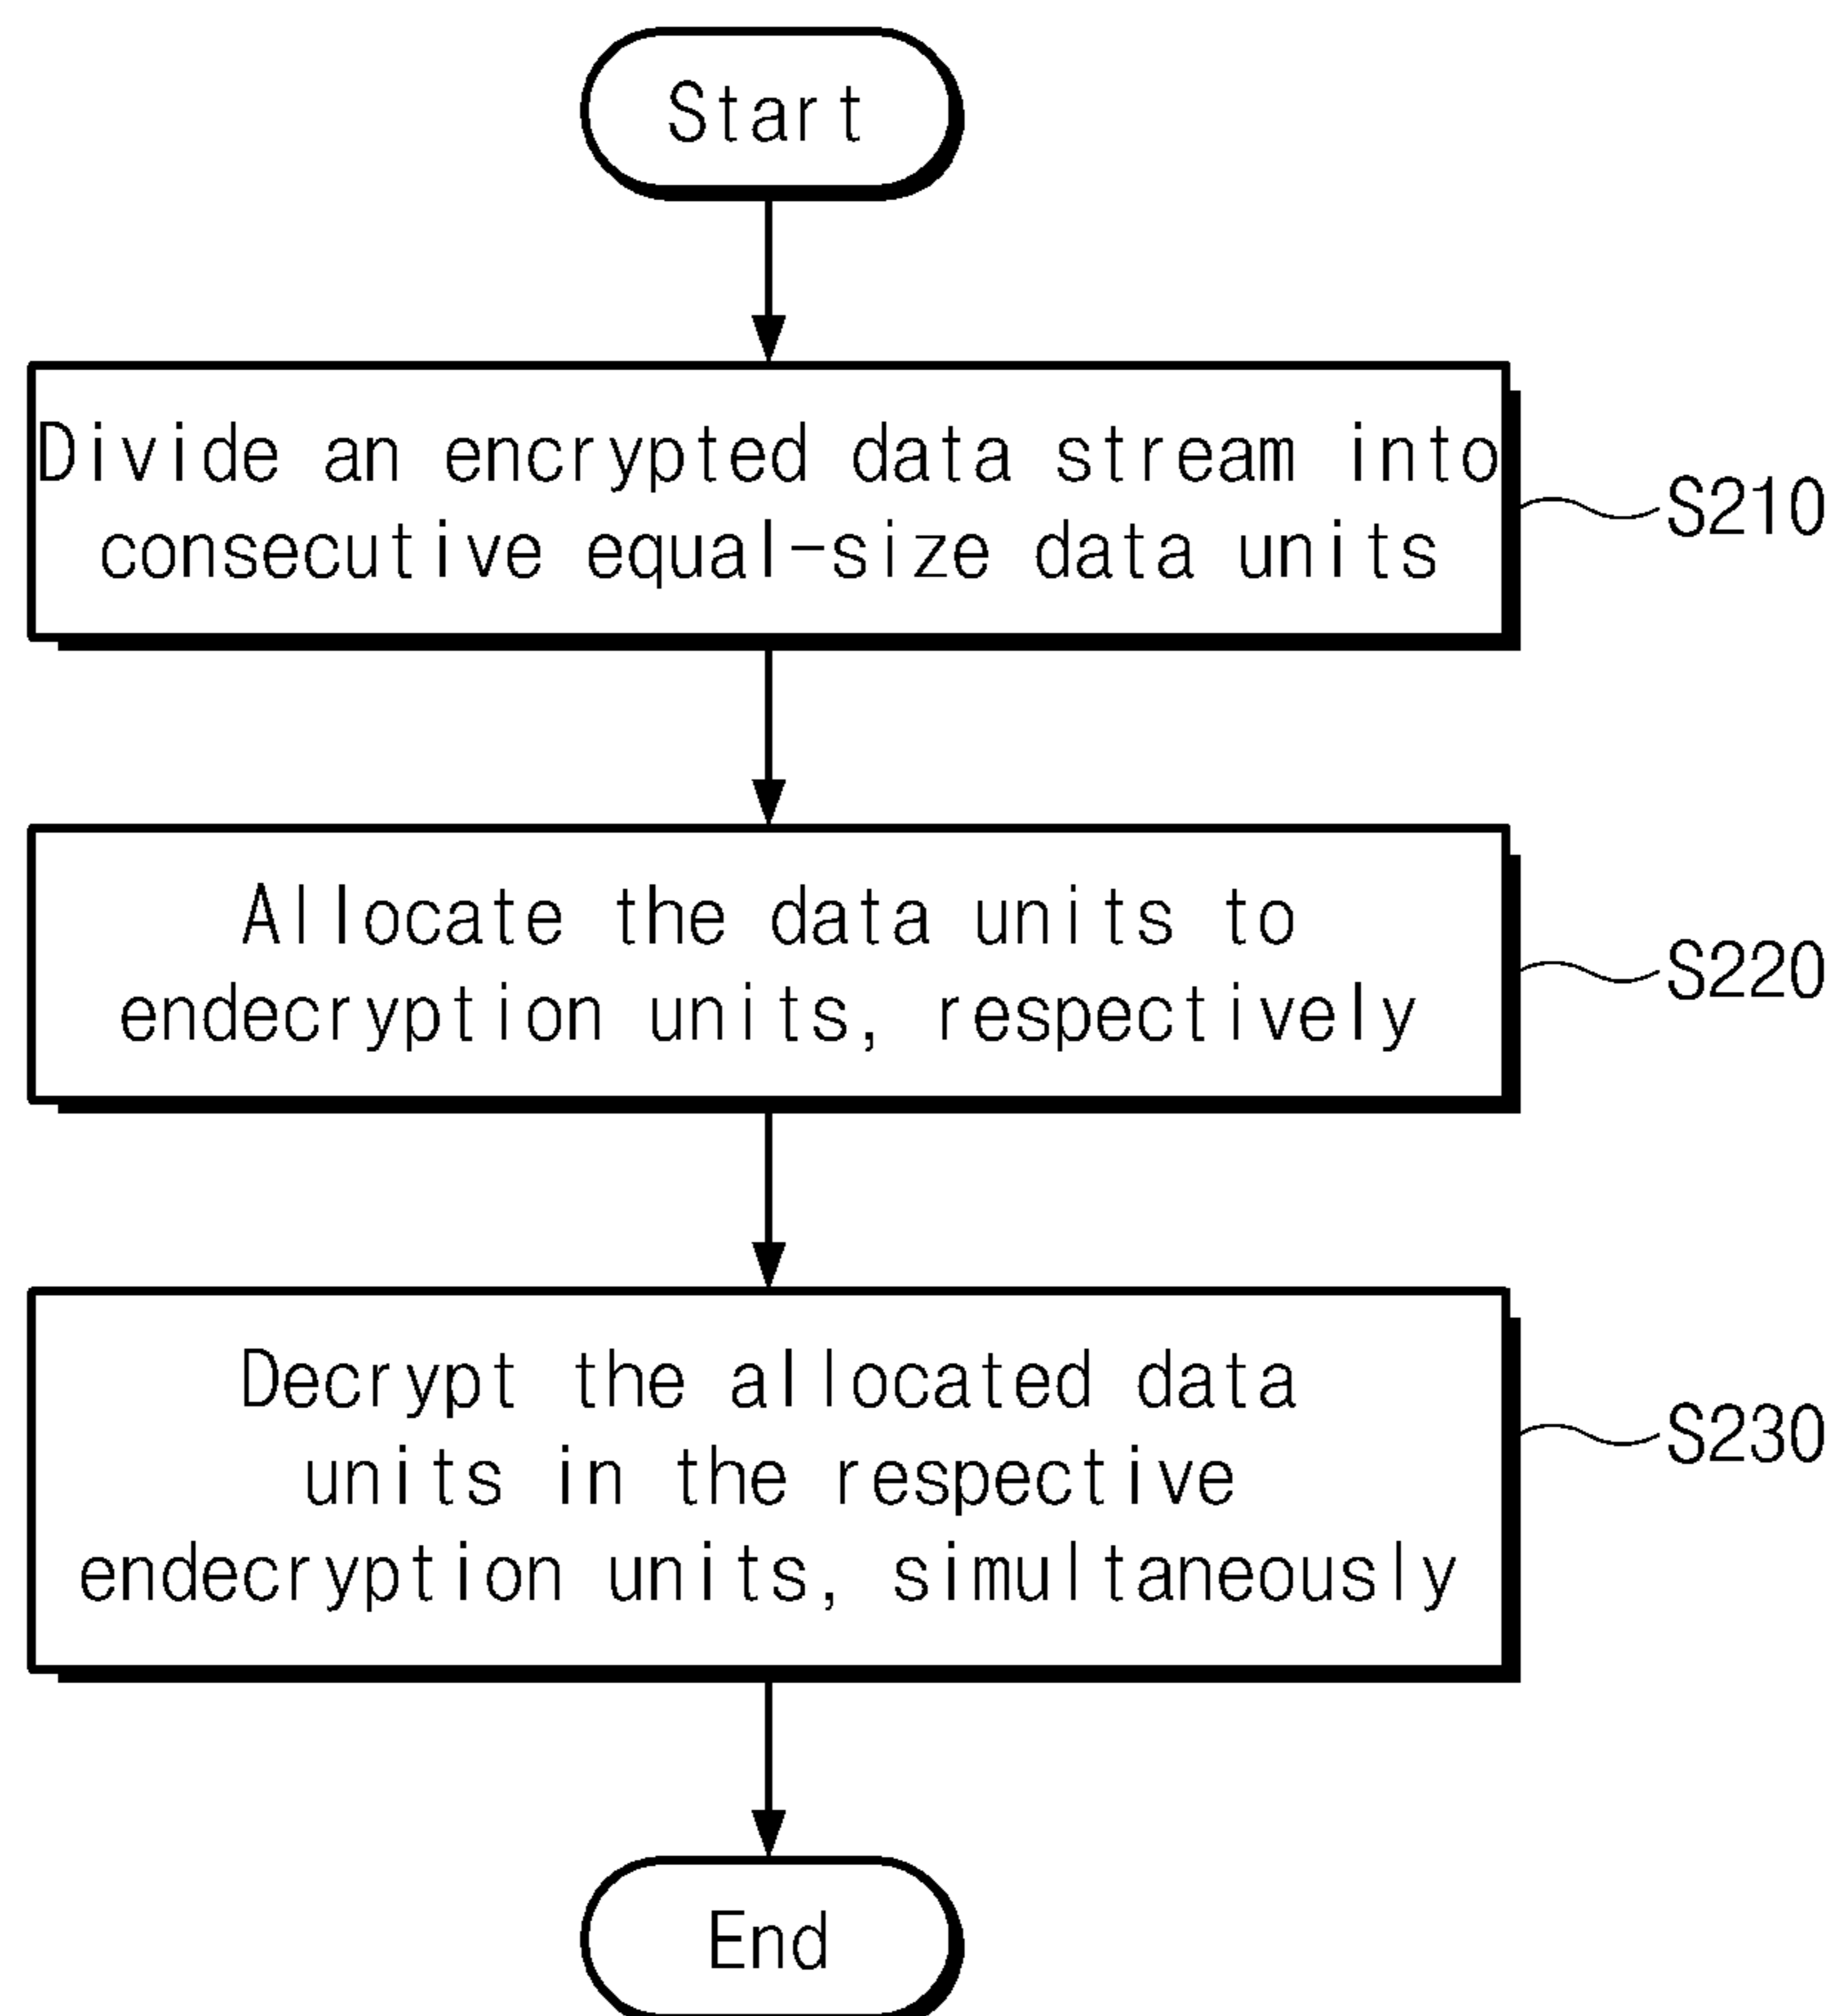 Start
Divide an encrypted data stream into
consecutive equal-size data units
S210
Allocate the data units to
endecryption units, respectively
S220
Decrypt the allocated data
units in the respective
endecryption units, simultaneously
S230
End